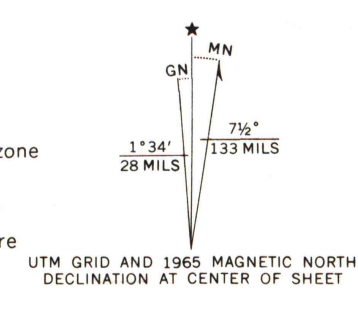 ★
MN
GN
7½°
133 MILS
1°34′
28 MILS
zone
re
UTM GRID AND 1965 MAGNETIC NORTH
DECLINATION AT CENTER OF SHEET